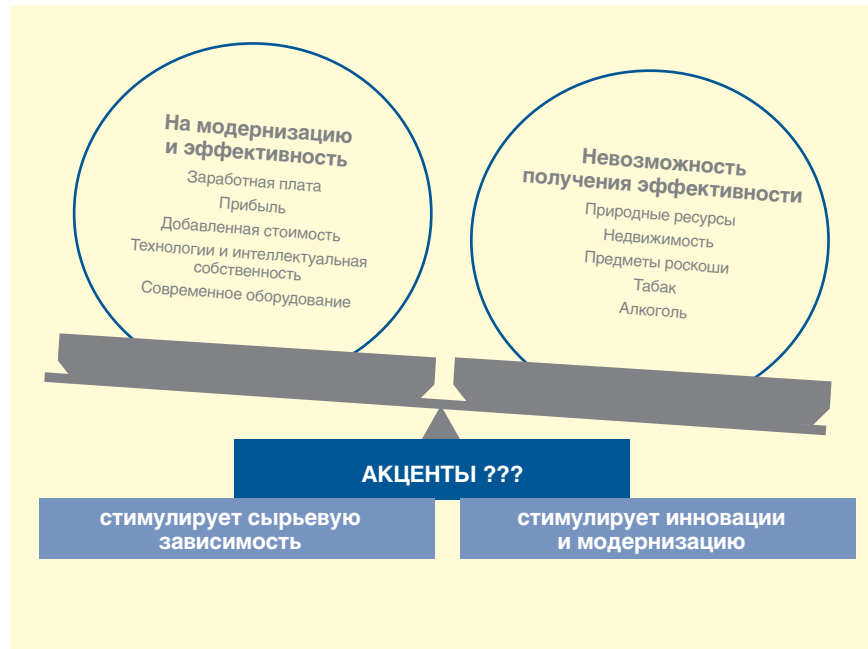 На модернизацию
и эффективность
Заработная плата
Прибыль
Добавленная стоимость
Технологии и интеллектуальная
собственность
Современное оборудование
Невозможность
получения эффективности
Природные ресурсы
Недвижимость
Предметы роскоши
Табак
Алкоголь
АКЦЕНТЫ ???
стимулирует сырьевую
зависимость
стимулирует инновации
и модернизацию